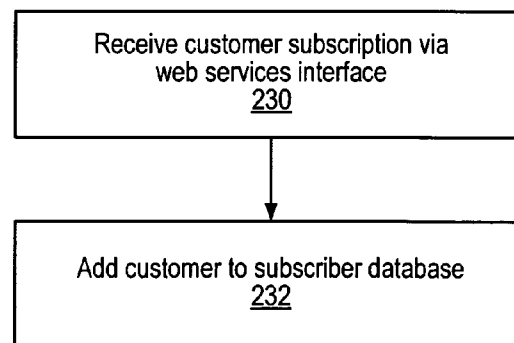 Receive customer subscription via
web services interface
230
Add customer to subscriber database
232